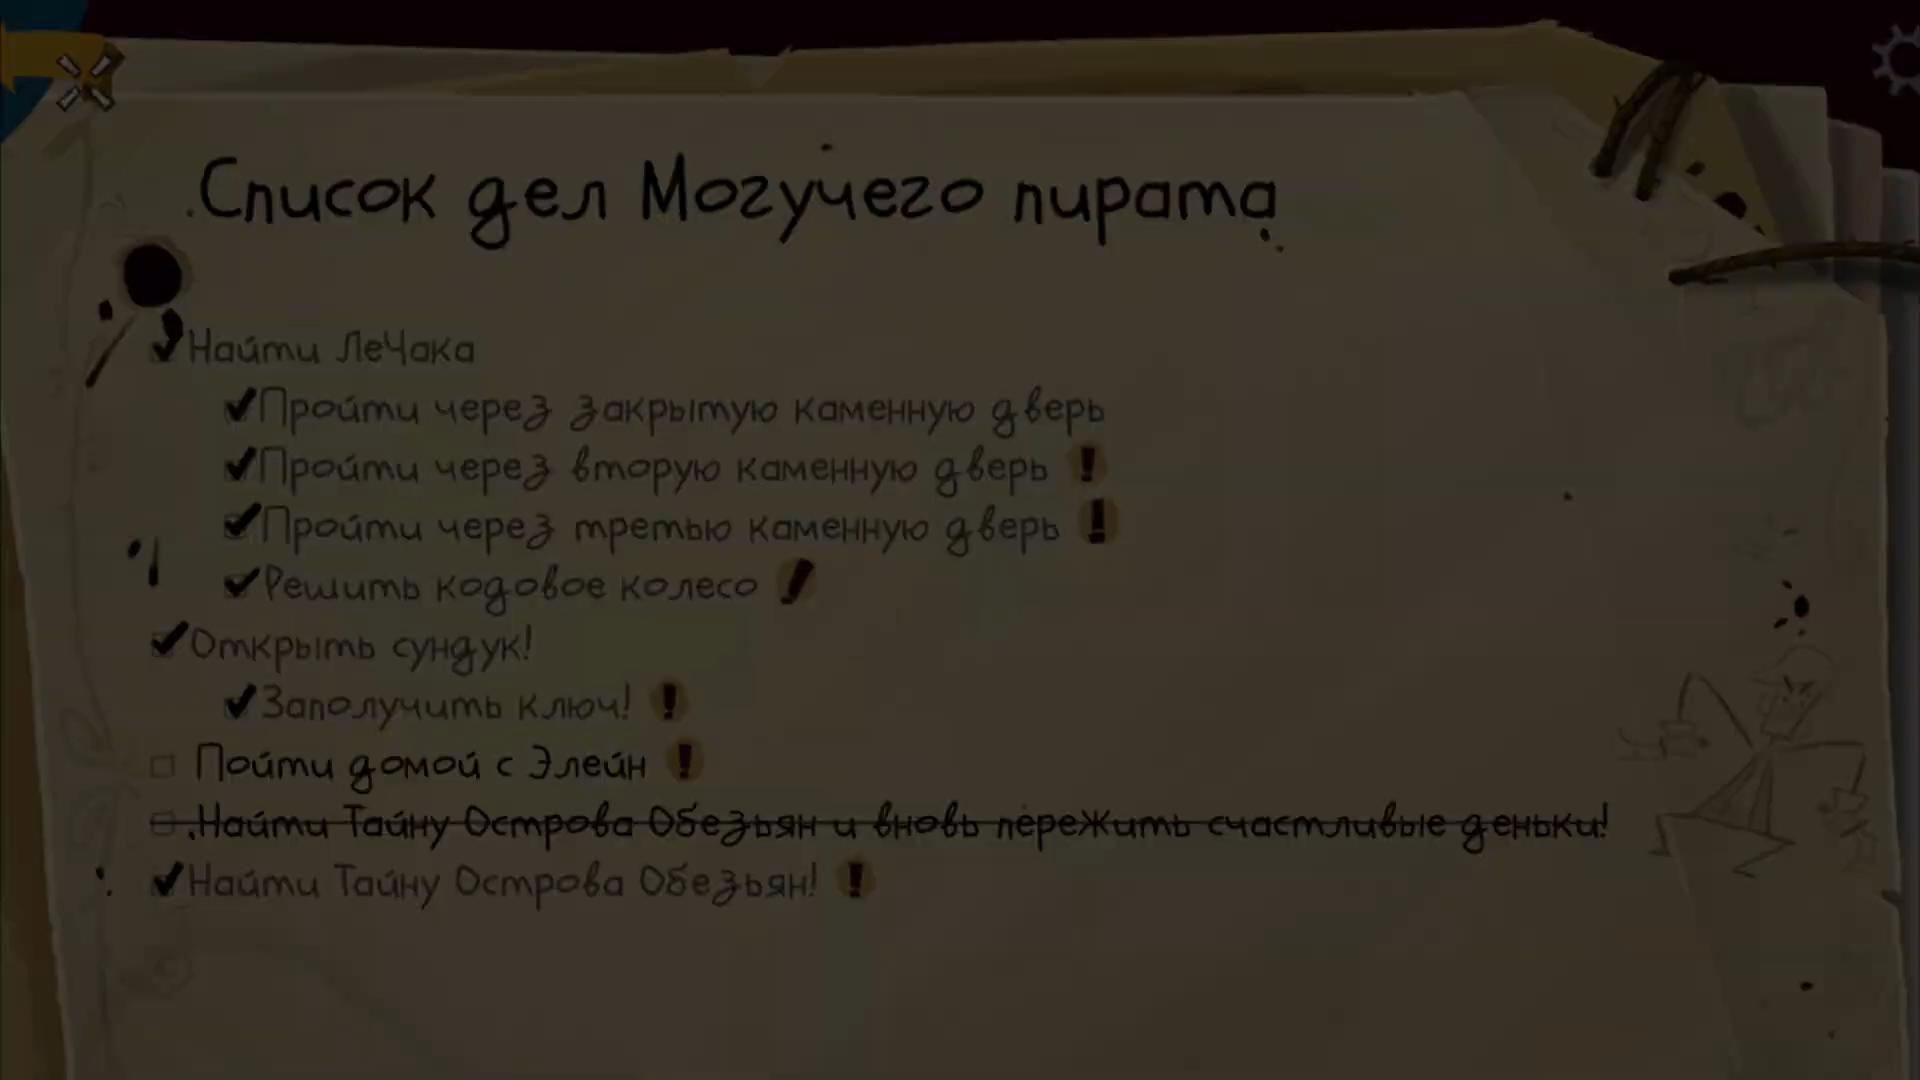 Список дел Могучего пирата
Найти ЛеЧака
Пройти через закрытую каменную дверь
Пройти через вторую каменную дверь !
Пройти через третью каменную дверь !
Решить кодовое колесо !
Открыть сундук!
Заполучить ключ! !
Пойти домой с Элейн !
Найти Тайну Острова Обезьян и вновь пережить счастливые деньки!
Найти Тайну Острова Обезьян! !